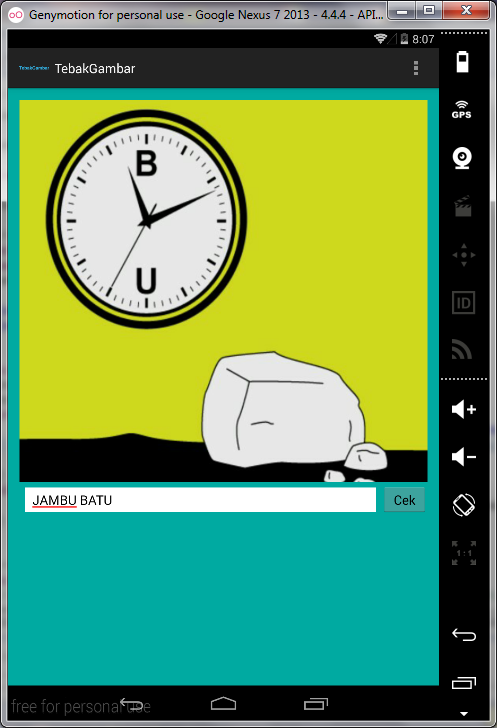 Genymotion for personal use - Google Nexus 7 2013 - 4.4.4 - API...
8:07
TebakGambar TebakGambar
GPS
B
U
ID
1:1
JAMBU BATU
Cek
free for personal use